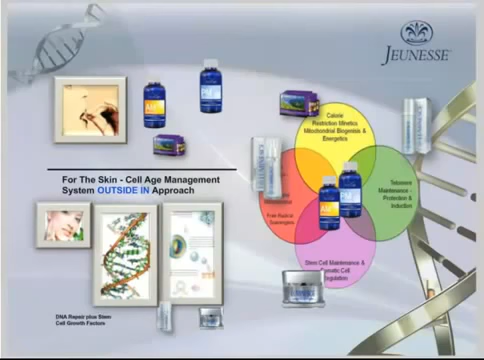 JEUNESSE
Calorie
Restriction Mimetics
Mitochondrial Biogesis &
Energetics
For The Skin - Cell Age Management
System OUTSIDE IN Approach
Telomere
Maintenance -
Protection &
Induction
Free Radical
Scavengers
Stem Cell Maintenance &
Somatic Cell
Regulation
DNA Repair plus Stem
Cell Growth Factors